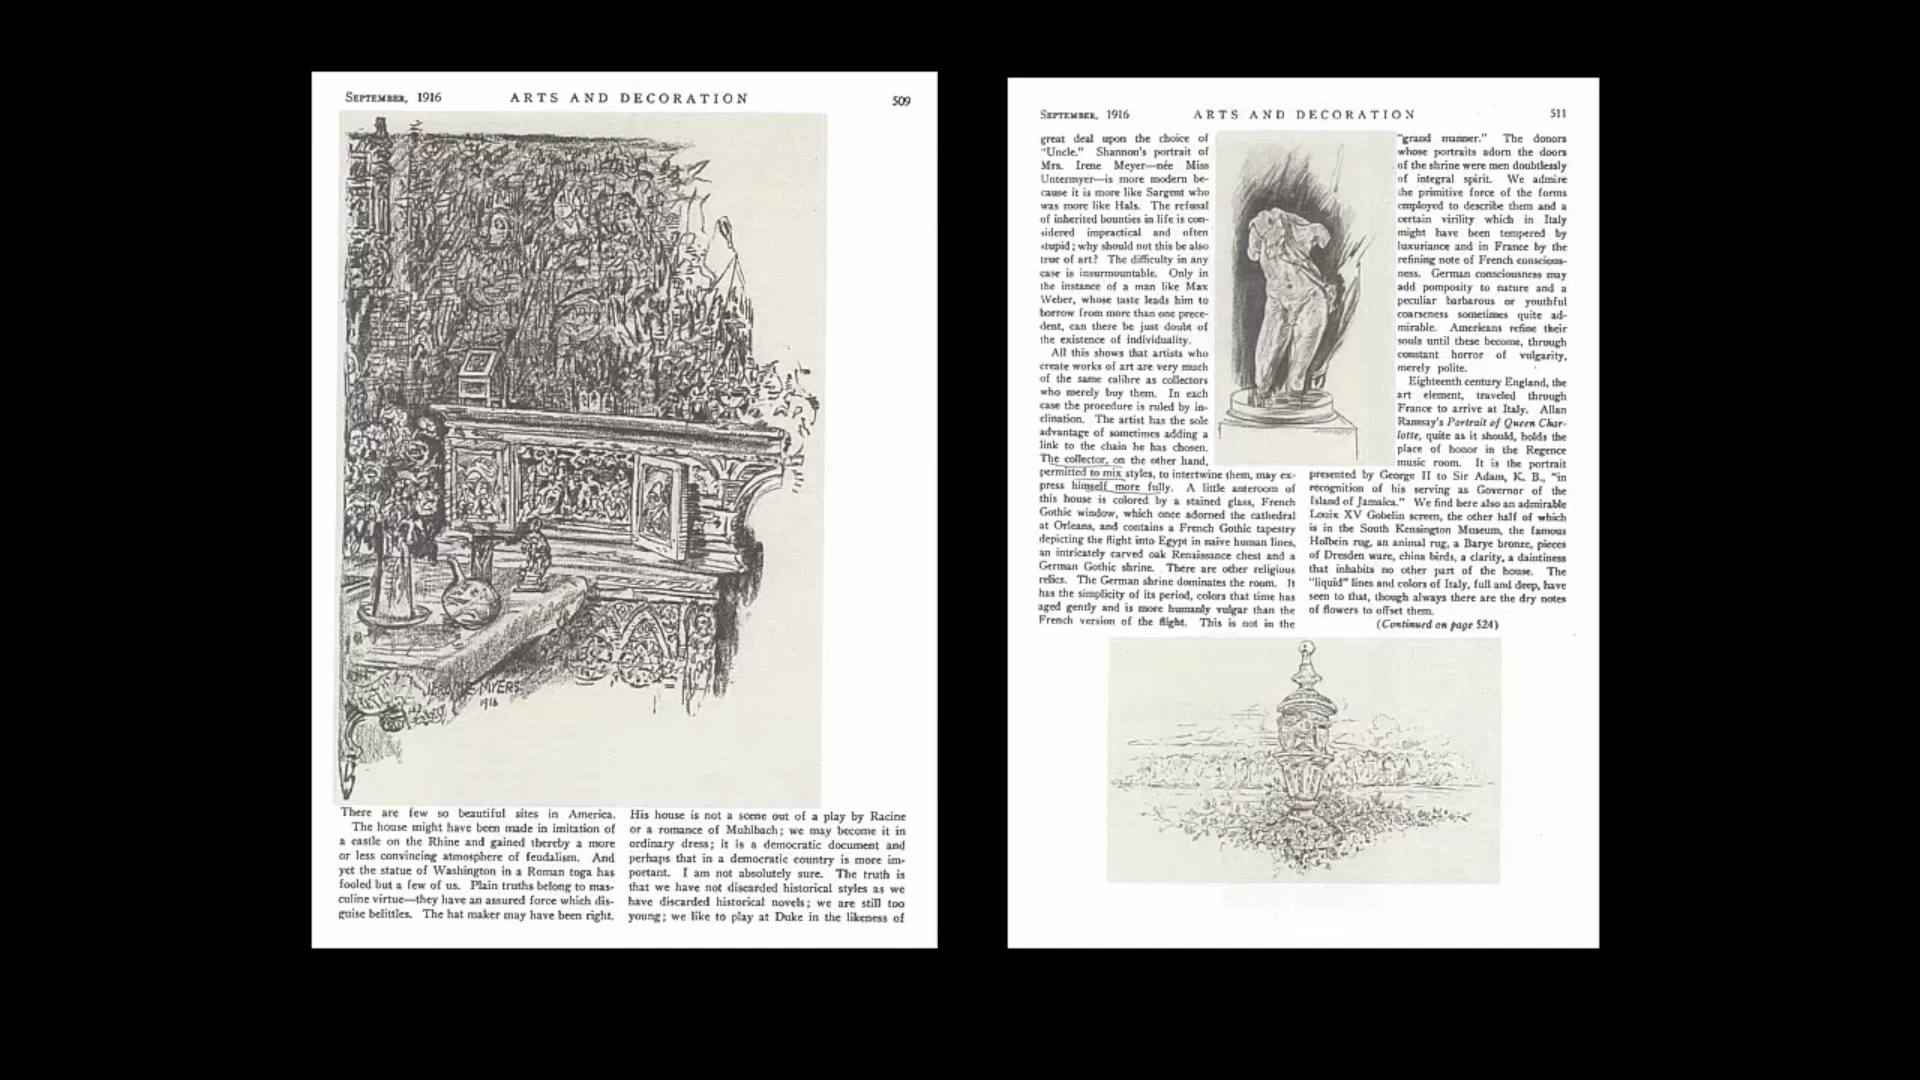 SEPTEMBER, 1916 ARTS AND DECORATION 509
JEROME MYERS
1916
There are few so beautiful sites in America.
The house might have been made in imitation of
a castle on the Rhine and gained thereby a more
or less convincing atmosphere of feudalism. And
yet the statue of Washington in a Roman toga has
fooled but a few of us. Plain truths belong to mas-
culine virtue—they have an assured force which dis-
guise belittles. The hat maker may have been right.
His house is not a scene out of a play by Racine
or a romance of Muhlbach; we may become it in
ordinary dress; it is a democratic document and
perhaps that in a democratic country is more im-
portant. I am not absolutely sure. The truth is
that we have not discarded historical styles as we
have discarded historical novels; we are still too
young; we like to play at Duke in the likeness of
SEPTEMBER, 1916 ARTS AND DECORATION 511
great deal upon the choice of
"Uncle." Shannon's portrait of
Mrs. Irene Meyer—née Miss
Untermyer—is more modern be-
cause it is more like Sargent who
was more like Hals. The refusal
of inherited bounties in life is con-
sidered impractical and often
stupid; why should not this be also
true of art? The difficulty in any
case is insurmountable. Only in
the instance of a man like Max
Weber, whose taste leads him to
borrow from more than one prece-
dent, can there be just doubt of
the existence of individuality.
All this shows that artists who
create works of art are very much
of the same calibre as collectors
who merely buy them. In each
case the procedure is ruled by in-
clination. The artist has the sole
advantage of sometimes adding a
link to the chain he has chosen.
The collector, on the other hand,
permitted to mix styles, to intertwine them, may ex-
press himself more fully. A little anteroom of
this house is colored by a stained glass, French
Gothic window, which once adorned the cathedral
at Orleans, and contains a French Gothic tapestry
depicting the flight into Egypt in naïve human lines,
an intricately carved oak Renaissance chest and a
German Gothic shrine. There are other religious
relics. The German shrine dominates the room. It
has the simplicity of its period, colors that time has
aged gently and is more humanly vulgar than the
French version of the flight. This is not in the
"grand manner." The donors
whose portraits adorn the doors
of the shrine were men doubtlessly
of integral spirit. We admire
the primitive force of the forms
employed to describe them and a
certain virility which in Italy
might have been tempered by
luxuriance and in France by the
refining note of French conscious-
ness. German consciousness may
add pomposity to nature and a
peculiar barbarous or youthful
coarseness sometimes quite ad-
mirable. Americans refine their
souls until these become, through
constant horror of vulgarity,
merely polite.
Eighteenth century England, the
art element, traveled through
France to arrive at Italy. Allan
Ramsay's Portrait of Queen Char-
lotte, quite as it should, holds the
place of honor in the Regence
music room. It is the portrait
presented by George II to Sir Adam, K. B., "in
recognition of his serving as Governor of the
Island of Jamaica." We find here also an admirable
Louix XV Gobelin screen, the other half of which
is in the South Kensington Museum, the famous
Holbein rug, an animal rug, a Barye bronze, pieces
of Dresden ware, china birds, a clarity, a daintiness
that inhabits no other part of the house. The
"liquid" lines and colors of Italy, full and deep, have
seen to that, though always there are the dry notes
of flowers to offset them.
(Continued on page 524)